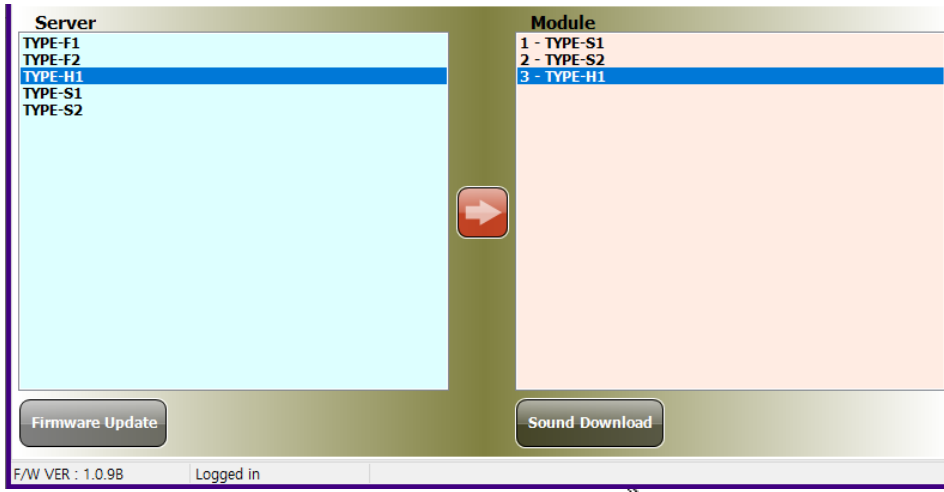 Server
TYPE-F1
TYPE-F2
TYPE-H1
TYPE-S1
TYPE-S2
Module
1 - TYPE-S1
2 - TYPE-S2
3 - TYPE-H1
Firmware Update
Sound Download
F/W VER : 1.0.9B
Logged in